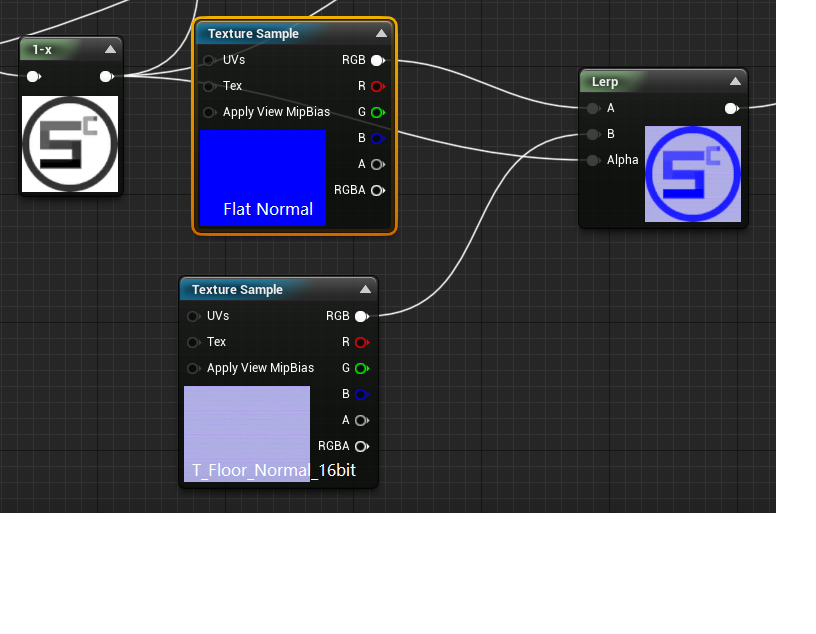 1-x
Texture Sample
UVs RGB
Tex R
Apply View MipBias G
B
A
RGBA
Flat Normal
Lerp
A
B
Alpha
Texture Sample
UVs RGB
Tex R
Apply View MipBias G
B
A
RGBA
T_Floor_Normal_16bit